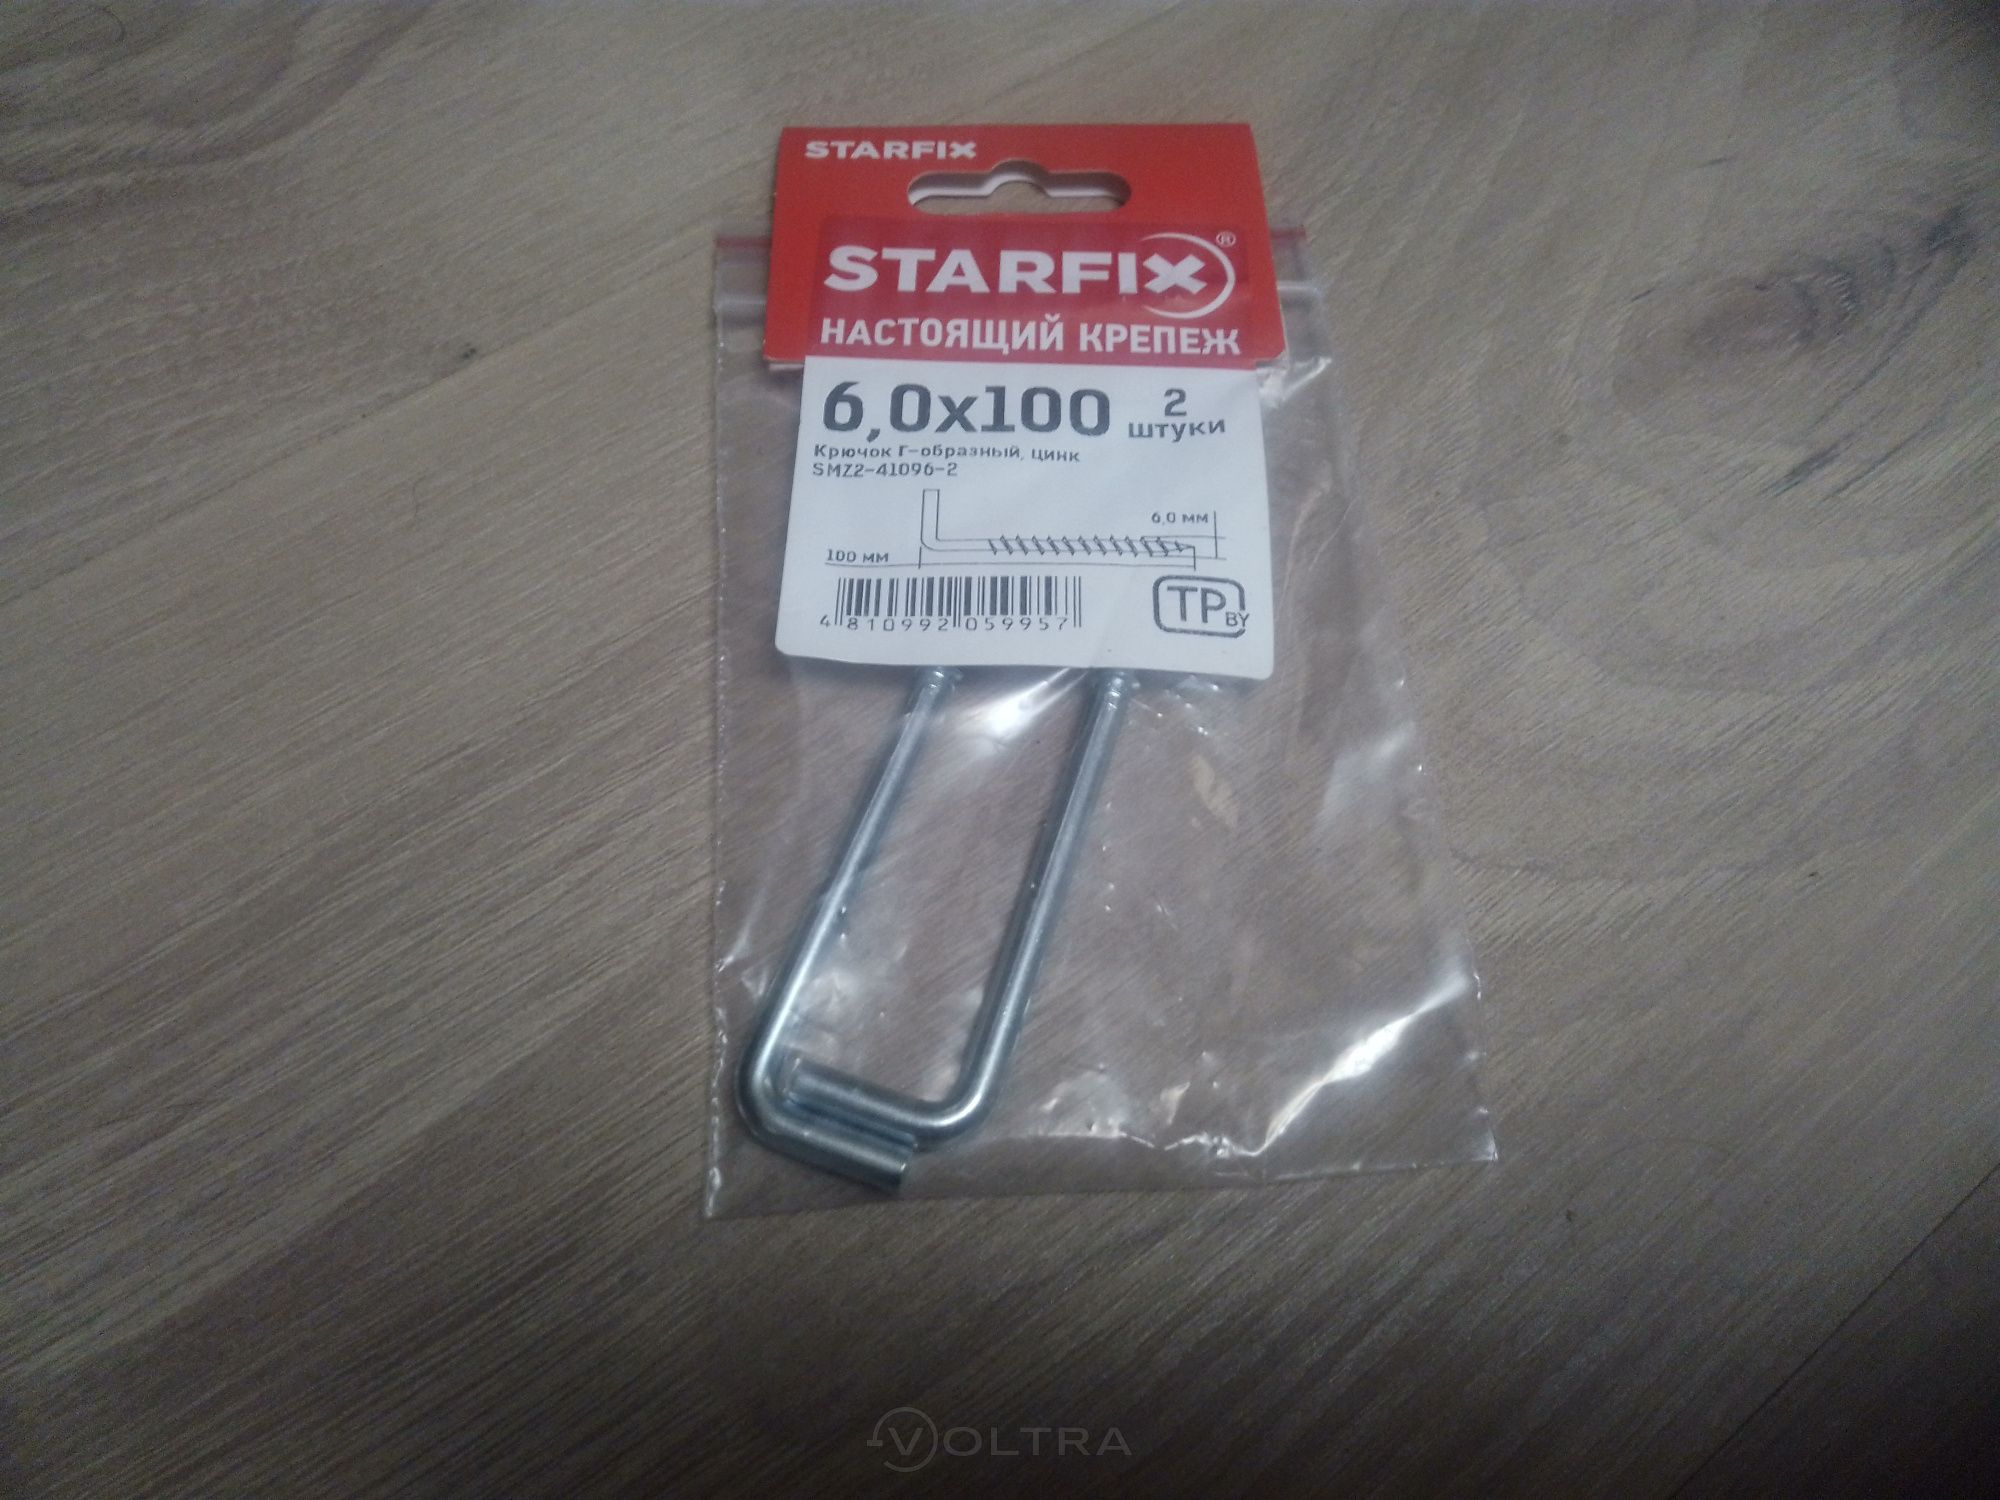 STARFIX
STARFIX®
НАСТОЯЩИЙ КРЕПЕЖ
6,0x100 2 штуки
Крючок Г-образный, цинк
SMZ2-41096-2
6,0 мм
100 мм
4 810992 059957
TP BY
VOLTRA